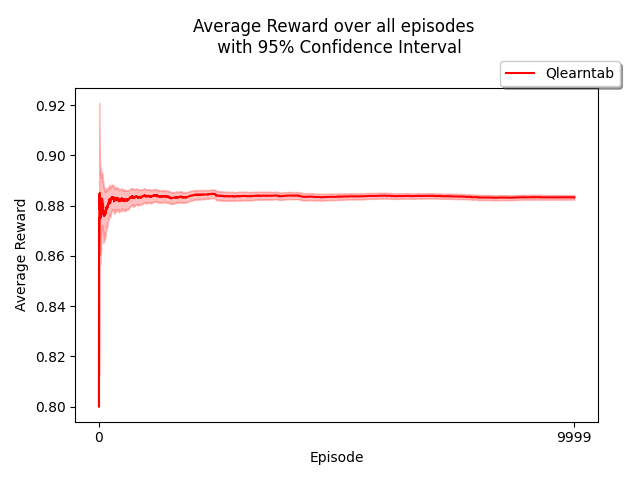 Average Reward over all episodes
with 95% Confidence Interval
Qlearntab
0.92
0.90
0.88
0.86
0.84
0.82
0.80
Average Reward
0
9999
Episode